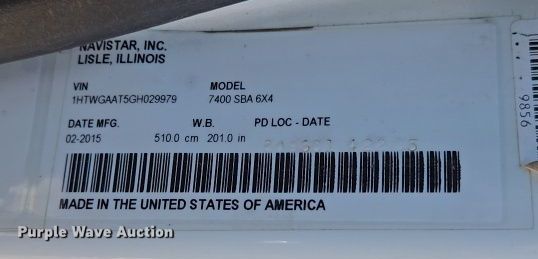 NAVISTAR, INC.
LISLE, ILLINOIS
VIN MODEL
1HTWGAAT5GH029979 7400 SBA 6X4
DATE MFG. W.B. PD LOC - DATE
02-2015 510.0 cm 201.0 in
MADE IN THE UNITED STATES OF AMERICA
9856
Purple Wave Auction